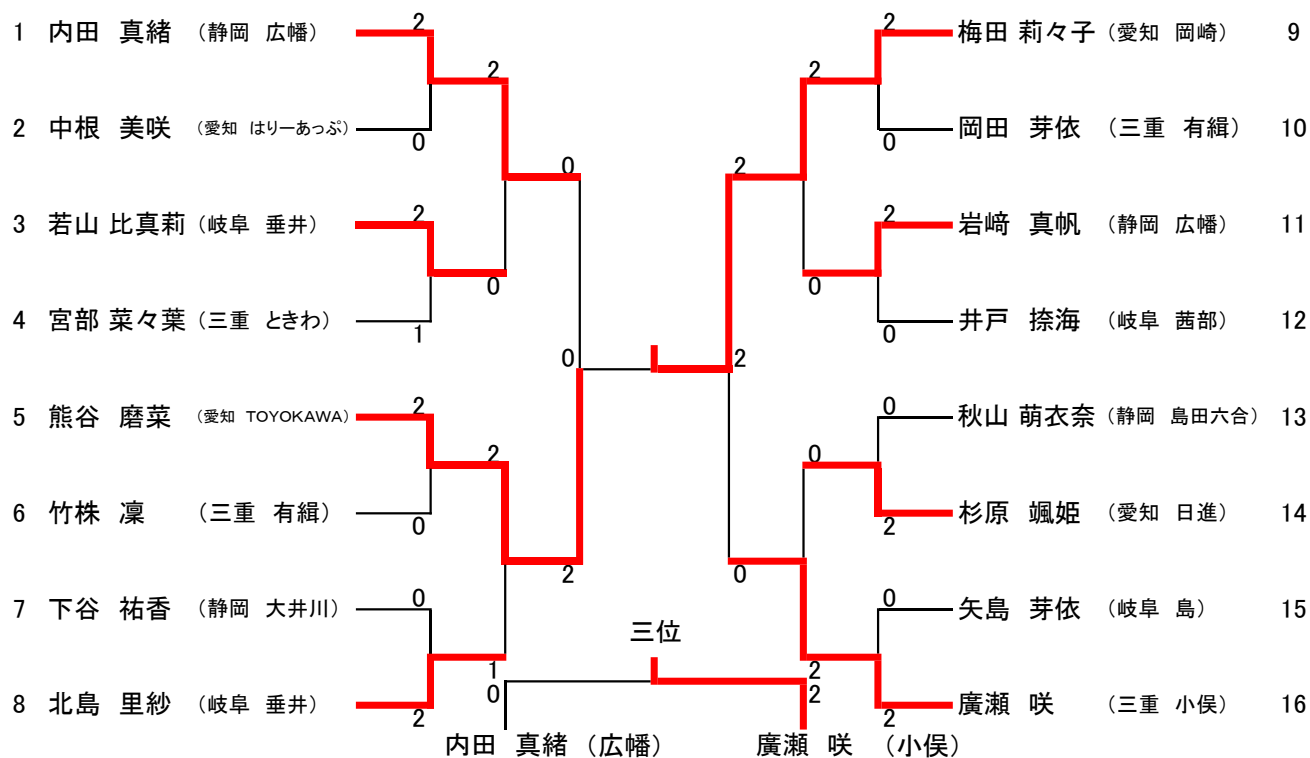 1 内田 真緒 （静岡 広幡） 2 2 梅田 莉々子 （愛知 岡崎） 9
2 2
2 中根 美咲 （愛知 はりーあっぷ） 0 0 岡田 芽依 （三重 有緝） 10
0 2
3 若山 比真莉 （岐阜 垂井） 2 2 岩﨑 真帆 （静岡 広幡） 11
0 0
4 宮部 菜々葉 （三重 ときわ） 1 0 井戸 捺海 （岐阜 茜部） 12
0 2
5 熊谷 磨菜 （愛知 TOYOKAWA） 2 0 秋山 萌衣奈 （静岡 島田六合） 13
2 0
6 竹株 凜 （三重 有緝） 0 2 杉原 颯姫 （愛知 日進） 14
2 0
7 下谷 祐香 （静岡 大井川） 0 0 矢島 芽依 （岐阜 島） 15
三位
1 2
0 2
8 北島 里紗 （岐阜 垂井） 2 2 廣瀬 咲 （三重 小俣） 16
内田 真緒 （広幡） 廣瀬 咲 （小俣）